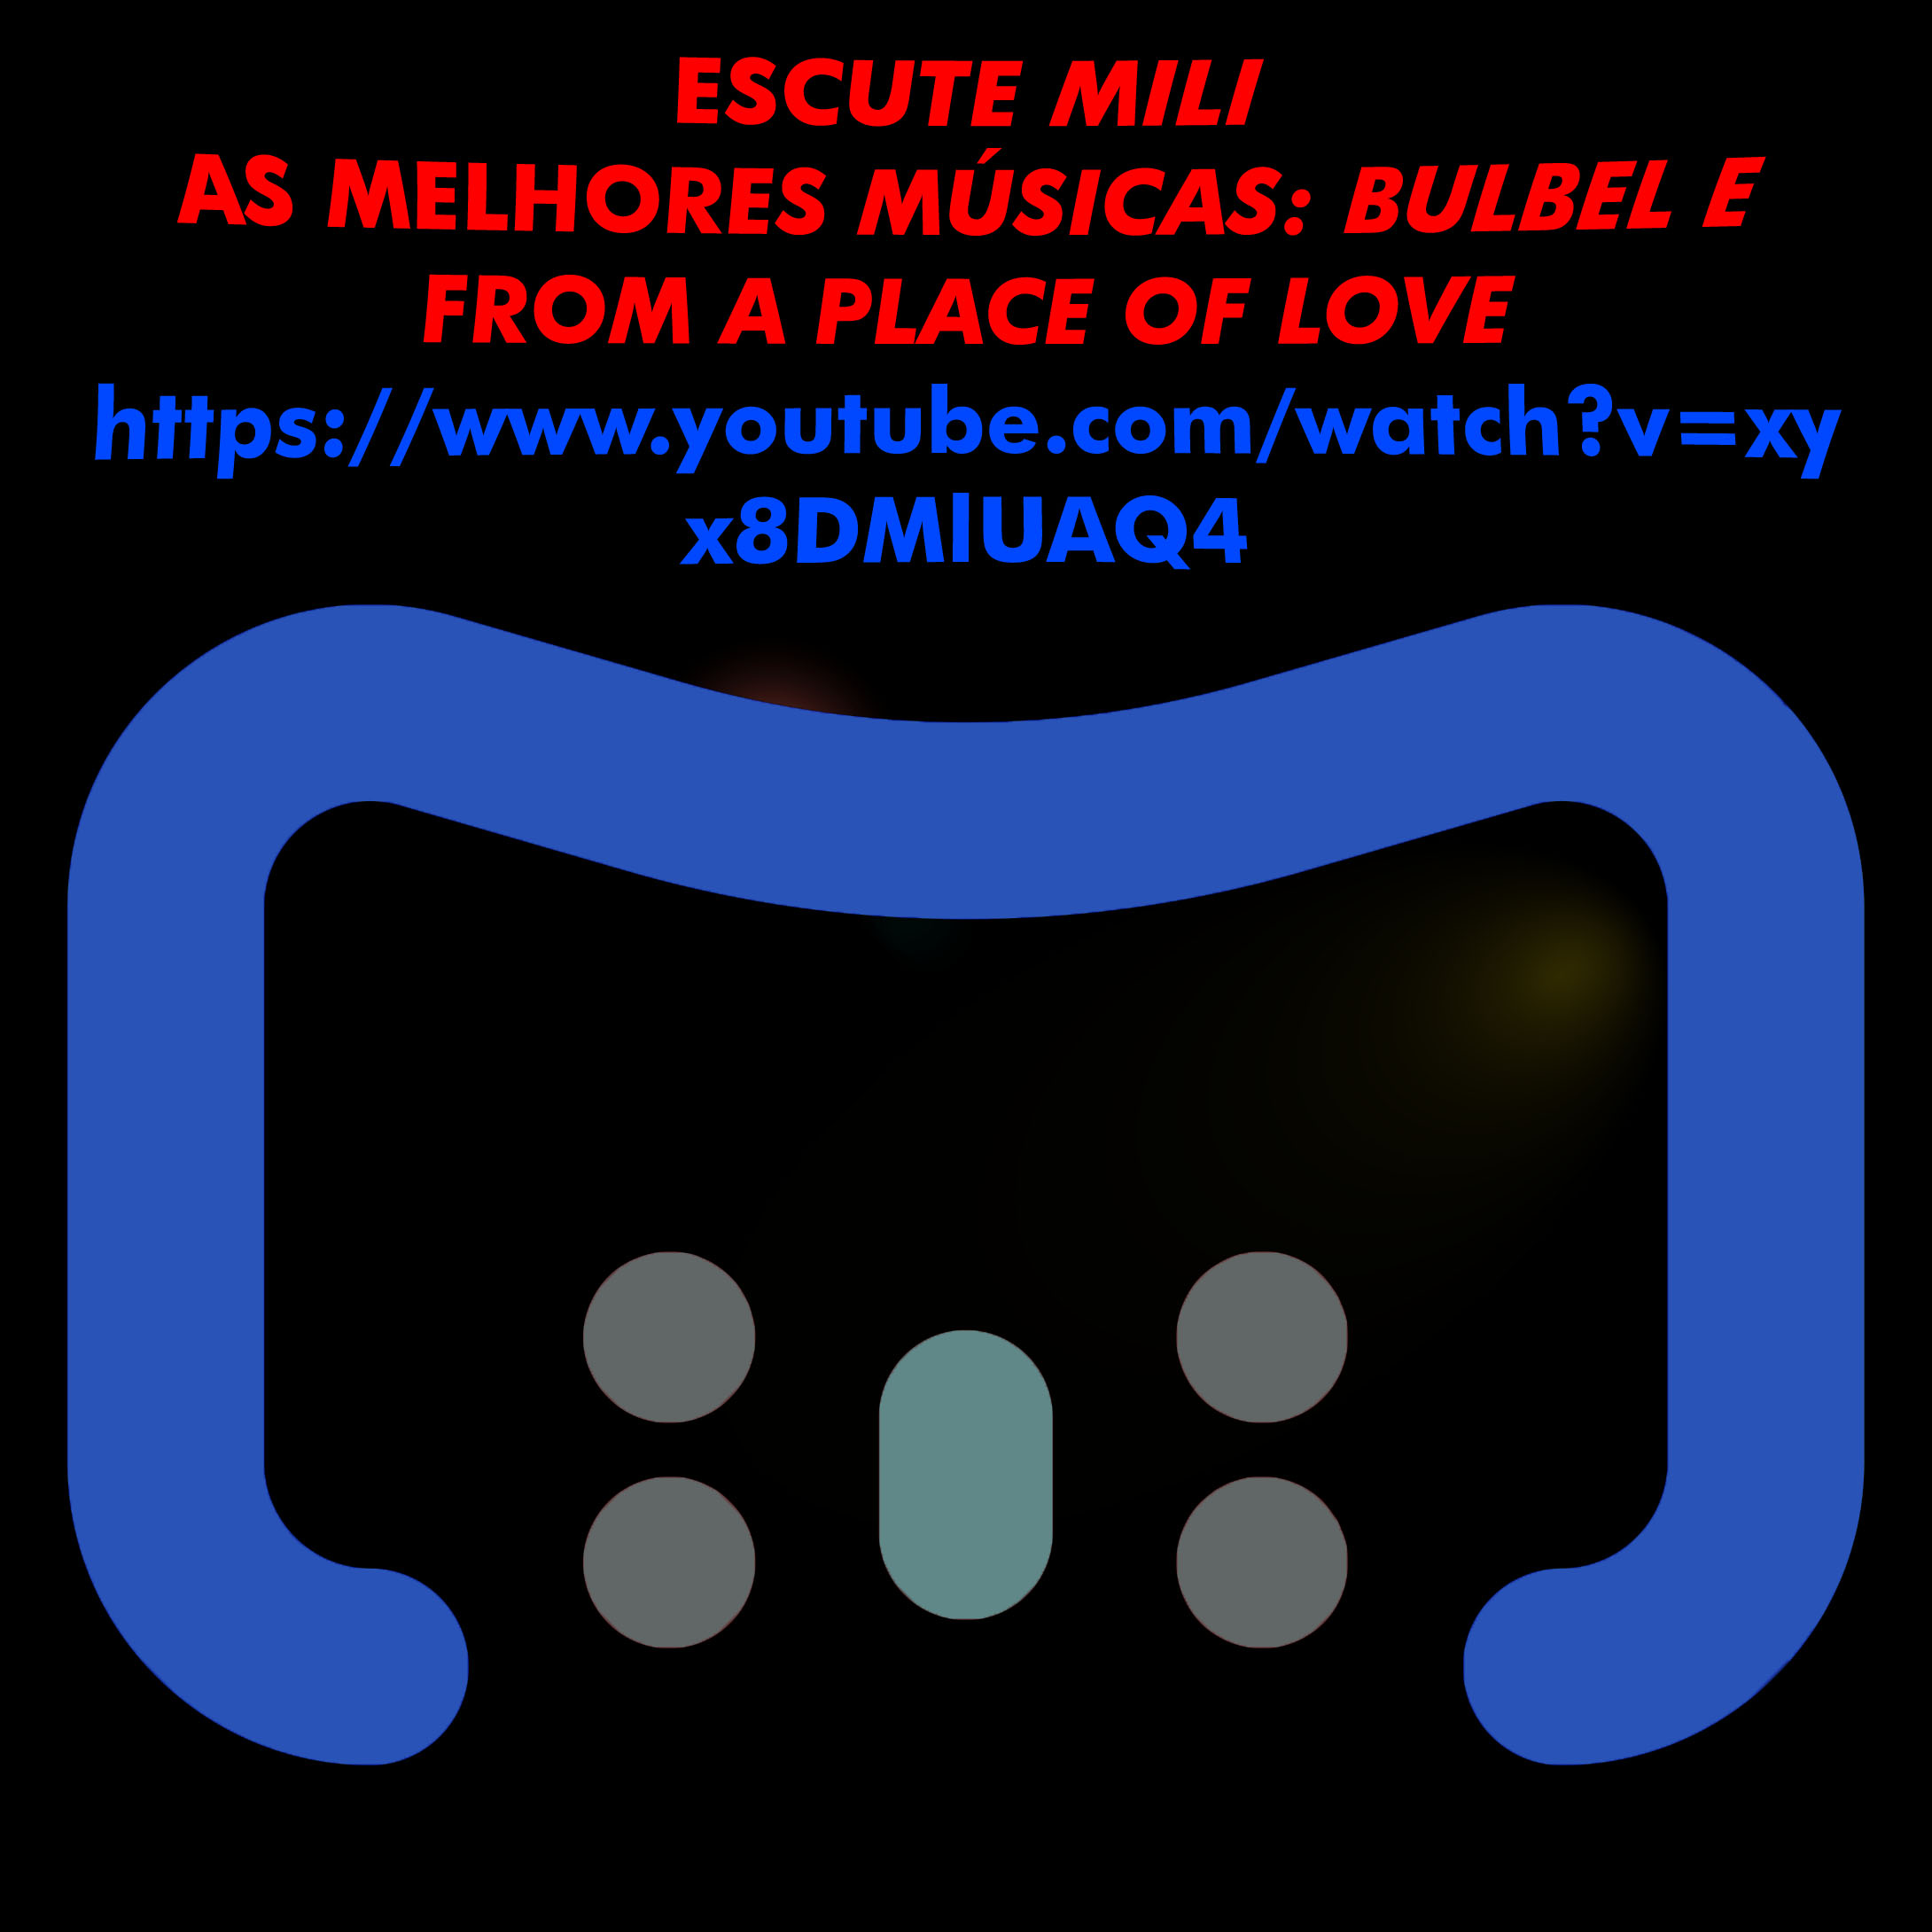 ESCUTE MILI
AS MELHORES MÚSICAS: BULBEL E
FROM A PLACE OF LOVE
https://www.youtube.com/watch?v=xy
x8DMlUAQ4